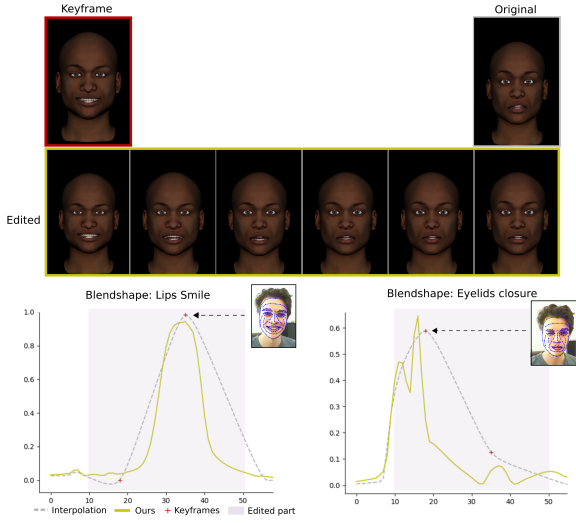 Keyframe
Original
Edited
Blendshape: Lips Smile
Blendshape: Eyelids closure
1.0
0.8
0.6
0.4
0.2
0.0
0
10
20
30
40
50
0.6
0.5
0.4
0.3
0.2
0.1
0.0
0
10
20
30
40
50
Interpolation
Ours
Keyframes
Edited part